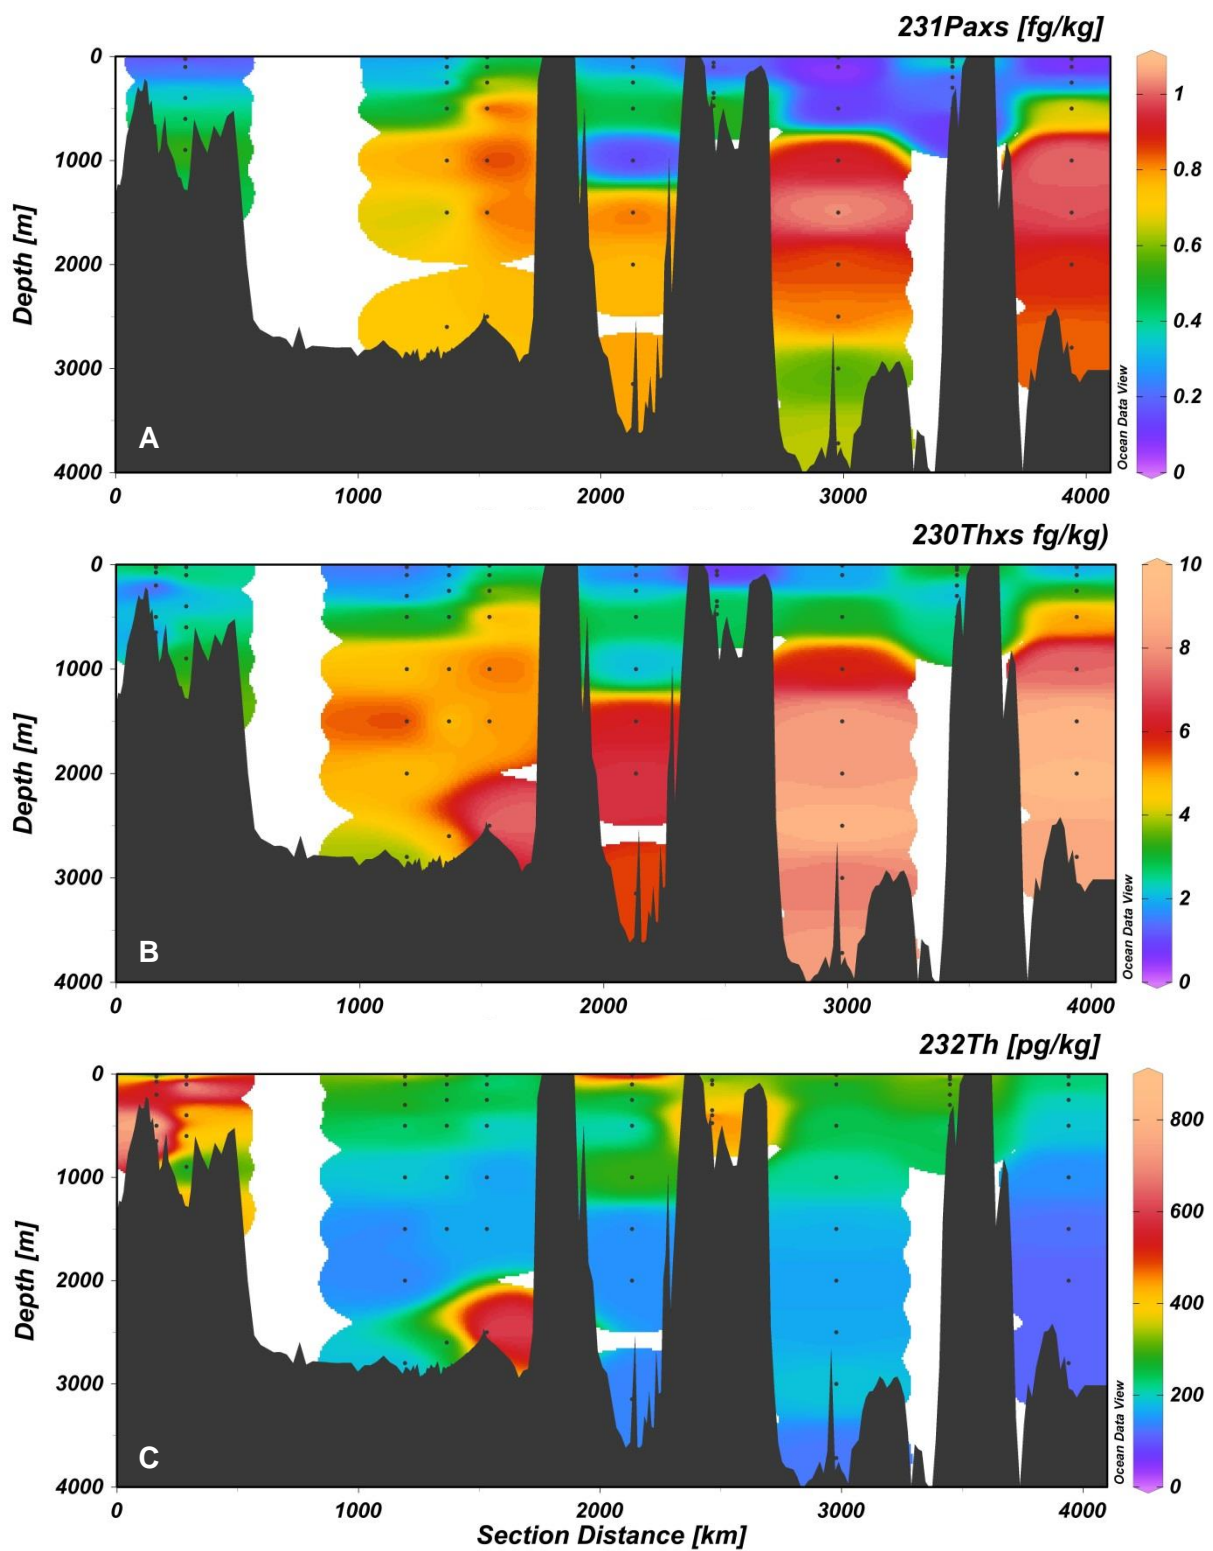 231Paxs [fg/kg]
0
1000
2000
3000
4000
Depth [m]
A
Ocean Data View
1
0.8
0.6
0.4
0.2
0
0 1000 2000 3000 4000
230Thxs fg/kg)
0
1000
2000
3000
4000
Depth [m]
B
Ocean Data View
10
8
6
4
2
0
0 1000 2000 3000 4000
232Th [pg/kg]
0
1000
2000
3000
4000
Depth [m]
C
Ocean Data View
800
600
400
200
0
0 1000 2000 3000 4000
Section Distance [km]